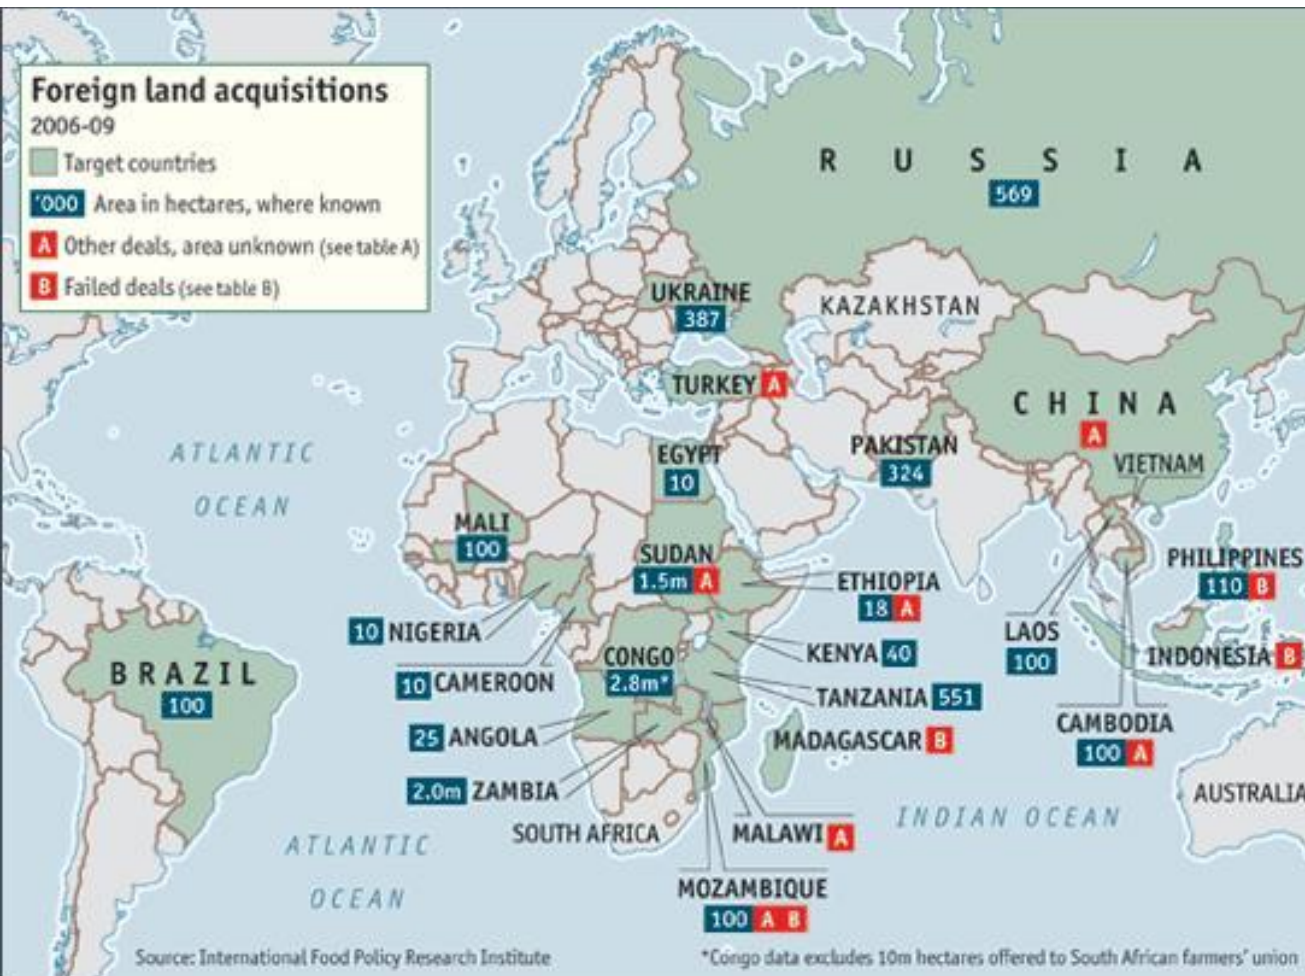 Foreign land acquisitions
2006-09
Target countries
'000 Area in hectares, where known
A Other deals, area unknown (see table A)
B Failed deals (see table B)
R U S S I A
569
UKRAINE
387
KAZAKHSTAN
TURKEY A
C H I N A
A
ATLANTIC
OCEAN
EGYPT
10
PAKISTAN
324
VIETNAM
MALI
100
SUDAN
1.5m A
ETHIOPIA
18 A
PHILIPPINES
110 B
10 NIGERIA
KENYA 40
LAOS
100
INDONESIA B
BRAZIL
100
CONGO
2.8m*
10 CAMEROON
TANZANIA 551
25 ANGOLA
MADAGASCAR B
CAMBODIA
100 A
2.0m ZAMBIA
AUSTRALIA
SOUTH AFRICA
MALAWI A
INDIAN OCEAN
ATLANTIC
OCEAN
MOZAMBIQUE
100 A B
Source: International Food Policy Research Institute
*Congo data excludes 10m hectares offered to South African farmers' union